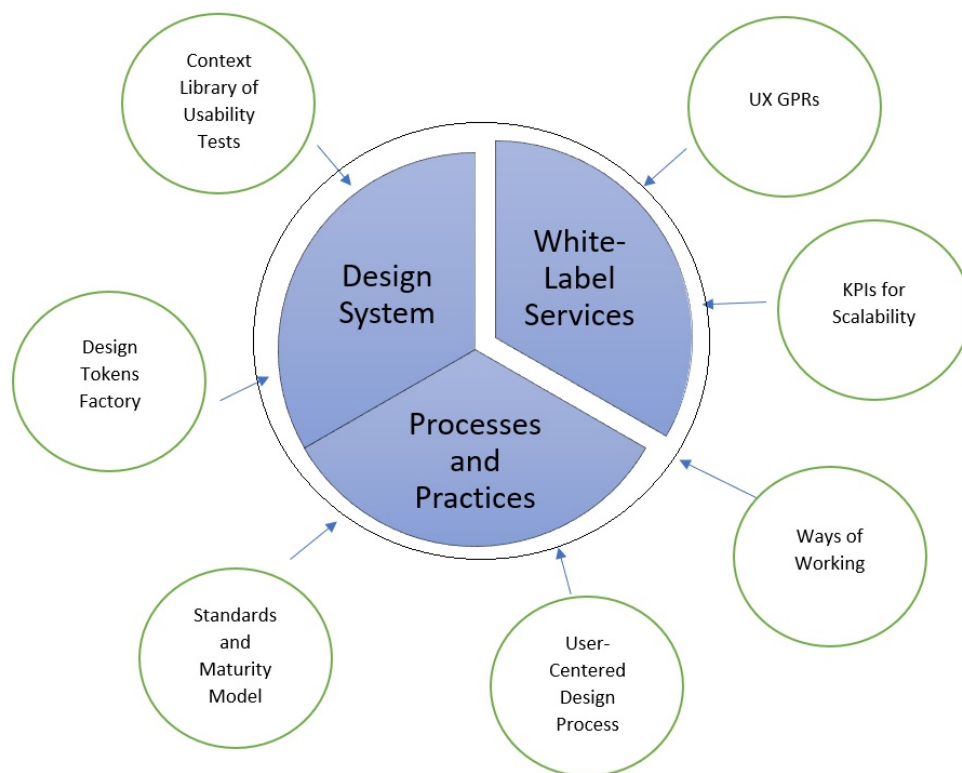 Context
Library of
Usability
Tests
UX GPRs
White-
Label
Services
Design
System
KPIs for
Scalability
Design
Tokens
Factory
Processes
and
Practices
Ways of
Working
Standards
and
Maturity
Model
User-
Centered
Design
Process